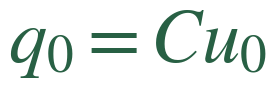 q₀ = Cu₀